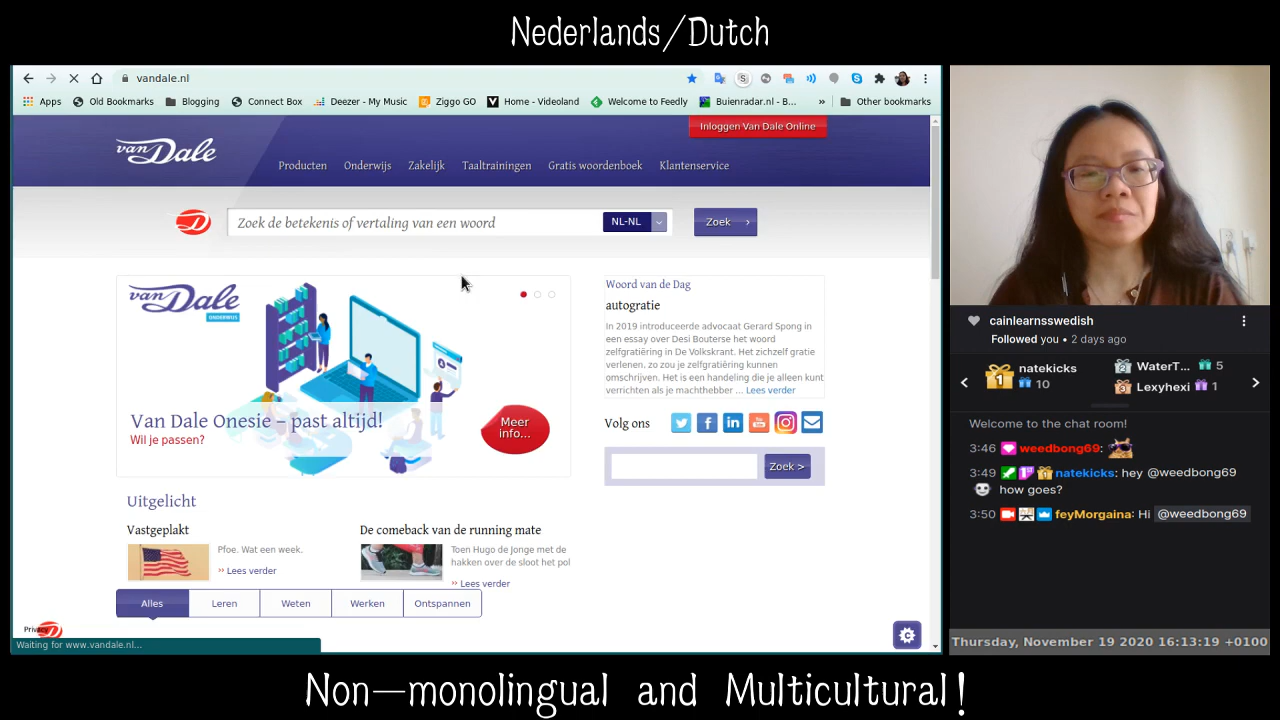 Nederlands/Dutch
vandale.nl
Apps
Old Bookmarks
Blogging
Connect Box
Deezer - My Music
Ziggo GO
Home - Videoland
Welcome to Feedly
Buienradar.nl - B...
»
Other bookmarks
Inloggen Van Dale Online
van Dale
Producten
Onderwijs
Zakelijk
Taaltrainingen
Gratis woordenboek
Klantenservice
Zoek de betekenis of vertaling van een woord
NL-NL
Zoek ›
van Dale
ONDERWIJS
Van Dale Onesie – past altijd!
Wil je passen?
Meer
info...
Woord van de Dag
autogratie
In 2019 introduceerde advocaat Gerard Spong in
een essay over Desi Bouterse het woord
zelfgratiëring in De Volkskrant. Het zichzelf gratie
verlenen, zo zou je zelfgratiëring kunnen
omschrijven. Het is een handeling die je alleen kunt
verrichten als je machthebber ... Lees verder
Volg ons
Zoek >
Uitgelicht
Vastgeplakt
Pfoe. Wat een week.
Lees verder
De comeback van de running mate
Toen Hugo de Jonge met de
hakken over de sloot het pol
Lees verder
Alles
Leren
Weten
Werken
Ontspannen
Privacy
Waiting for www.vandale.nl...
cainlearnsswedish
Followed you • 2 days ago
1
natekicks
10
2
WaterT... 5
3
Lexyhexi 1
Welcome to the chat room!
3:46 weedbong69:
3:49 natekicks: hey @weedbong69
how goes?
3:50 feyMorgaina: Hi @weedbong69
Thursday, November 19 2020 16:13:19 +0100
Non-monolingual and Multicultural!